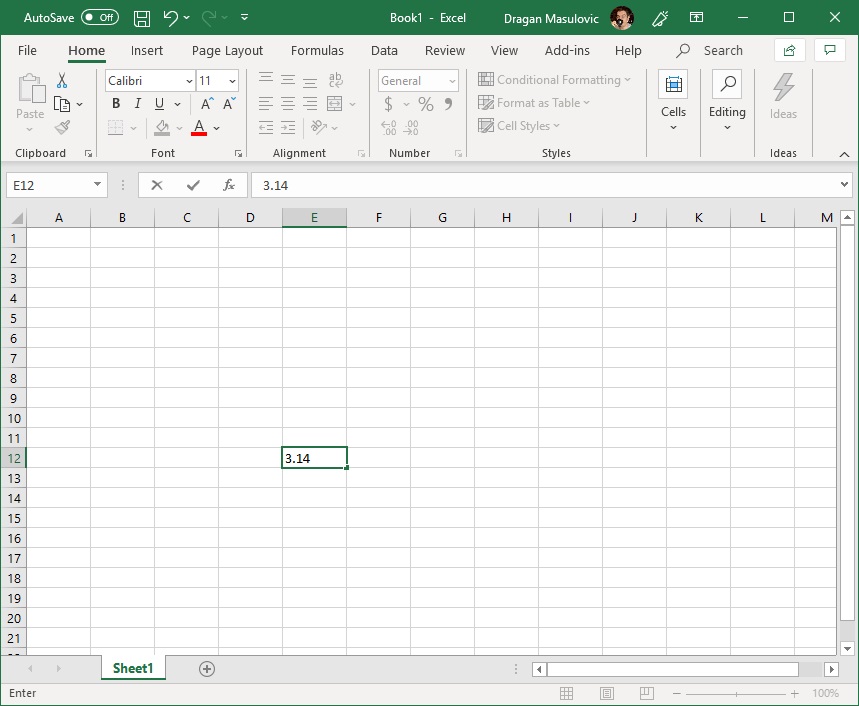 AutoSave Off Book1 - Excel Dragan Masulovic
File Home Insert Page Layout Formulas Data Review View Add-ins Help Search
Calibri 11 ab General Conditional Formatting
Paste B I U A A $ % Format as Table Cells Editing Ideas
A Cell Styles
Clipboard Font Alignment Number Styles Ideas
E12 fx 3.14
A B C D E F G H I J K L M
1
2
3
4
5
6
7
8
9
10
11
12 3.14
13
14
15
16
17
18
19
20
21
Sheet1
Enter 100%